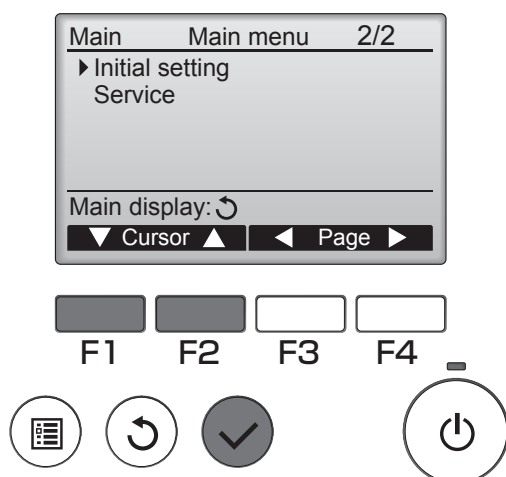 Main Main menu 2/2
Initial setting
Service
Main display:
Cursor Page
F1 F2 F3 F4